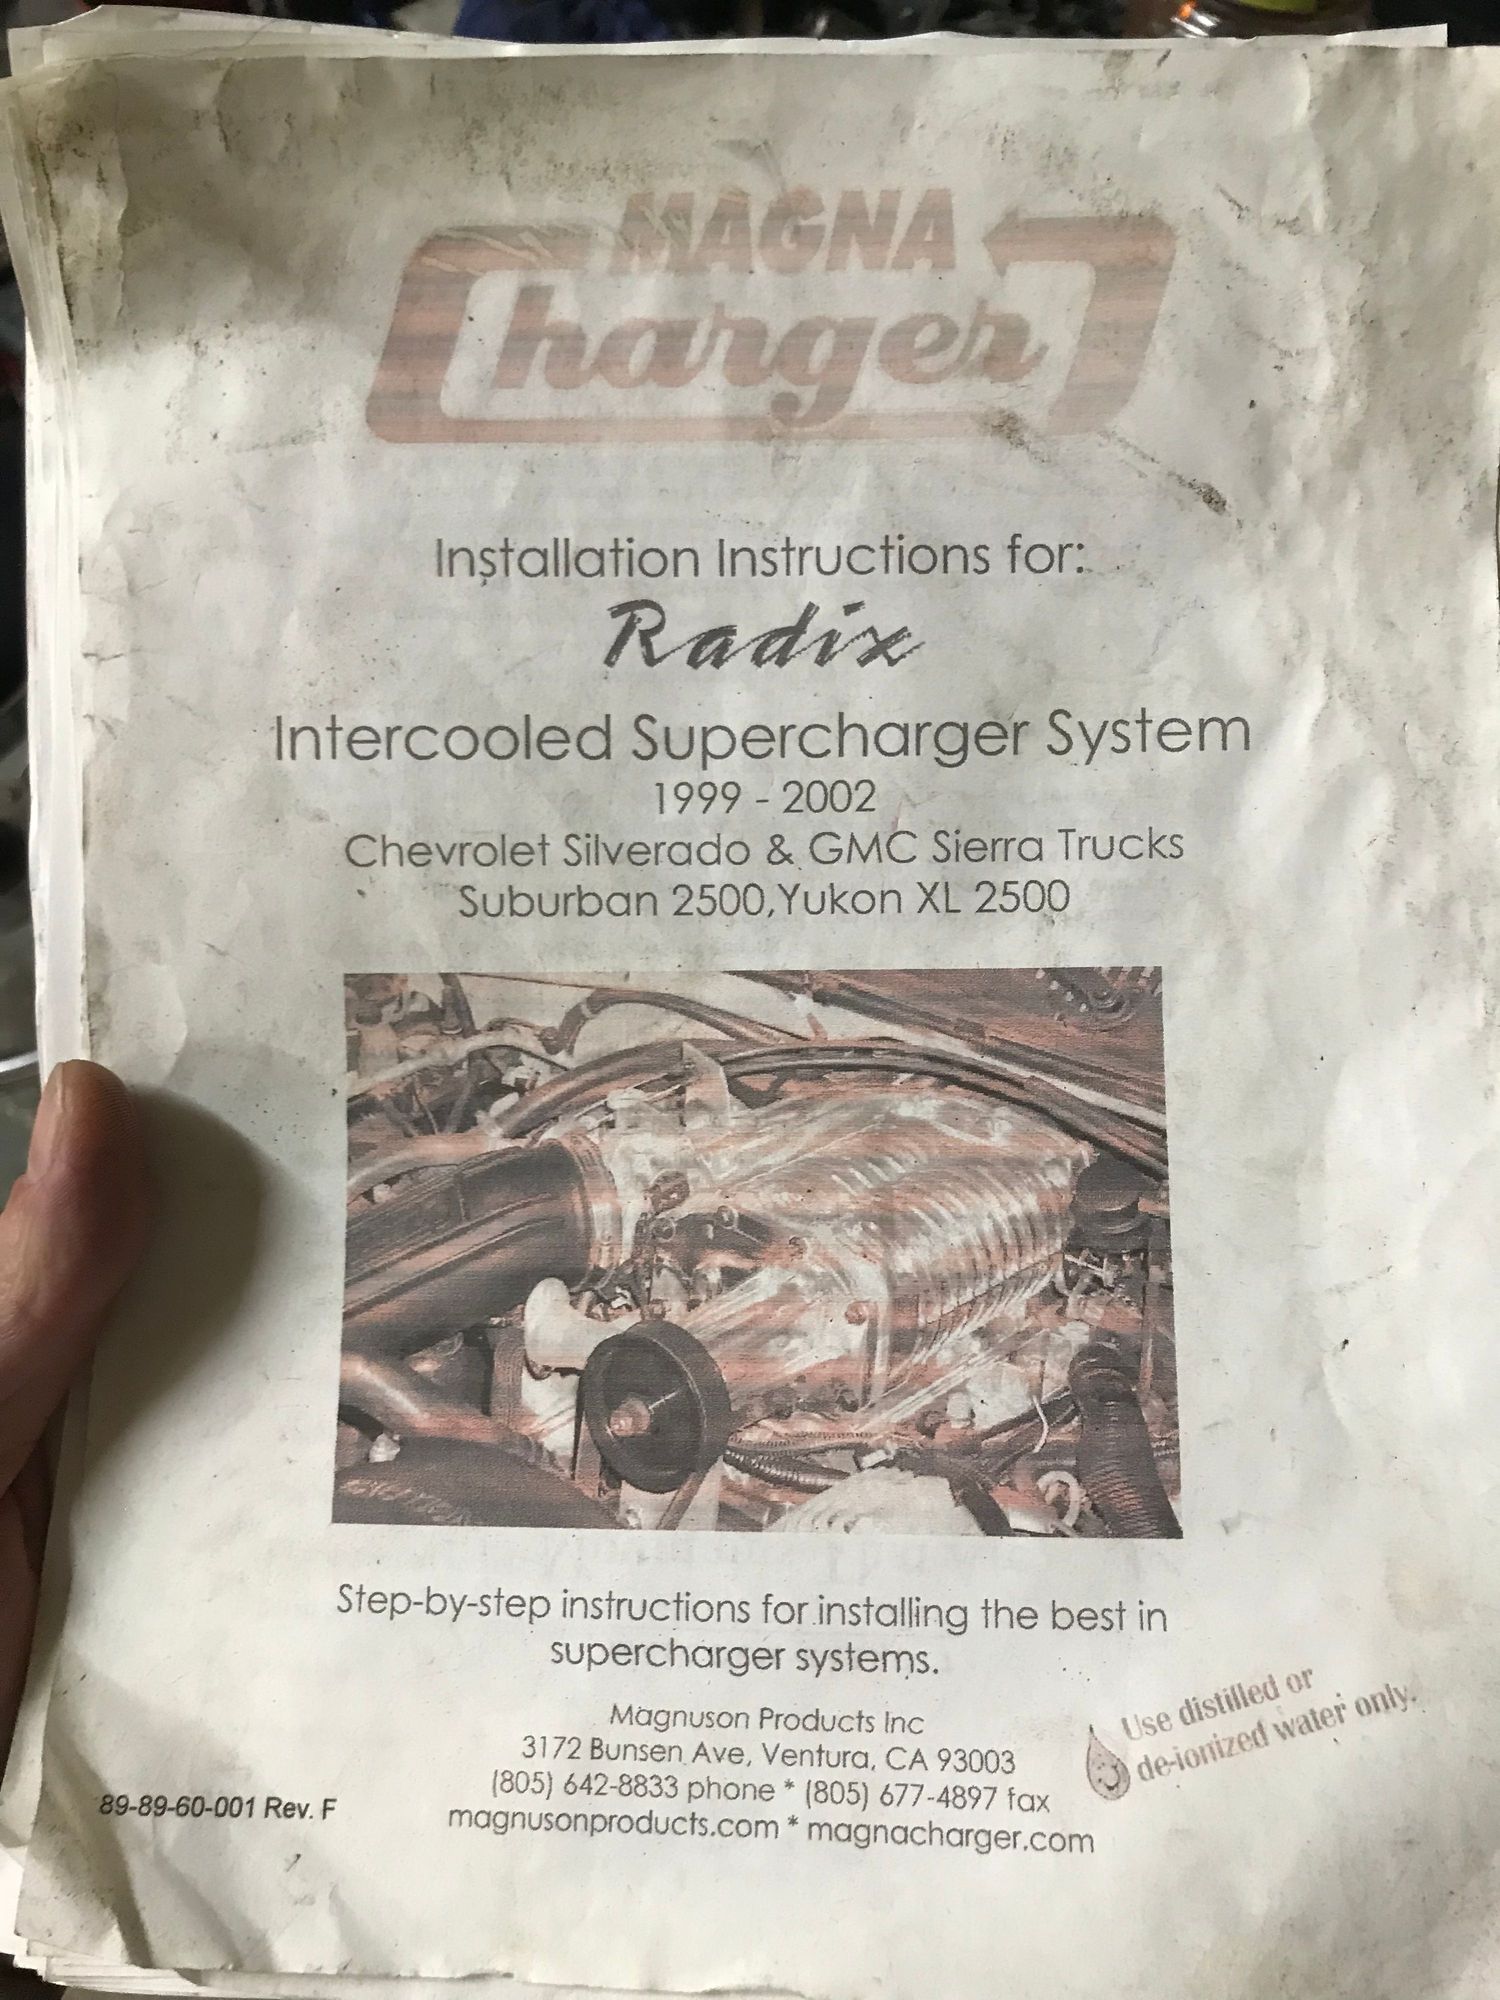 MAGNA
Charger
Installation Instructions for:
Radix
Intercooled Supercharger System
1999 - 2002
Chevrolet Silverado & GMC Sierra Trucks
Suburban 2500,Yukon XL 2500
Step-by-step instructions for installing the best in
supercharger systems.
Magnuson Products Inc
3172 Bunsen Ave, Ventura, CA 93003
(805) 642-8833 phone * (805) 677-4897 fax
magnusonproducts.com * magnacharger.com
89-89-60-001 Rev. F
Use distilled or
de-ionized water only.